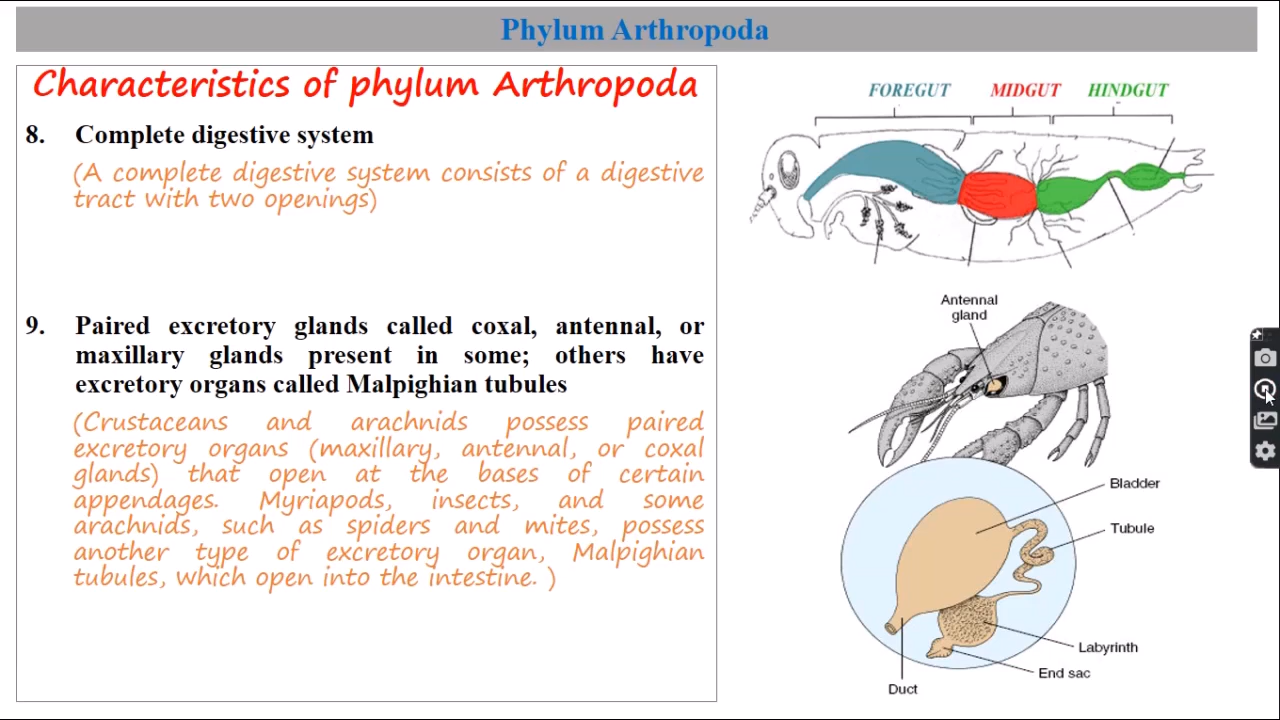 Phylum Arthropoda
Characteristics of phylum Arthropoda
8. Complete digestive system
(A complete digestive system consists of a digestive
tract with two openings)
9. Paired excretory glands called coxal, antennal, or
maxillary glands present in some; others have
excretory organs called Malpighian tubules
(Crustaceans and arachnids possess paired
excretory organs (maxillary, antennal, or coxal
glands) that open at the bases of certain
appendages. Myriapods, insects, and some
arachnids, such as spiders and mites, possess
another type of excretory organ, Malpighian
tubules, which open into the intestine. )
FOREGUT MIDGUT HINDGUT
Antennal
gland
Bladder
Tubule
Labyrinth
End sac
Duct